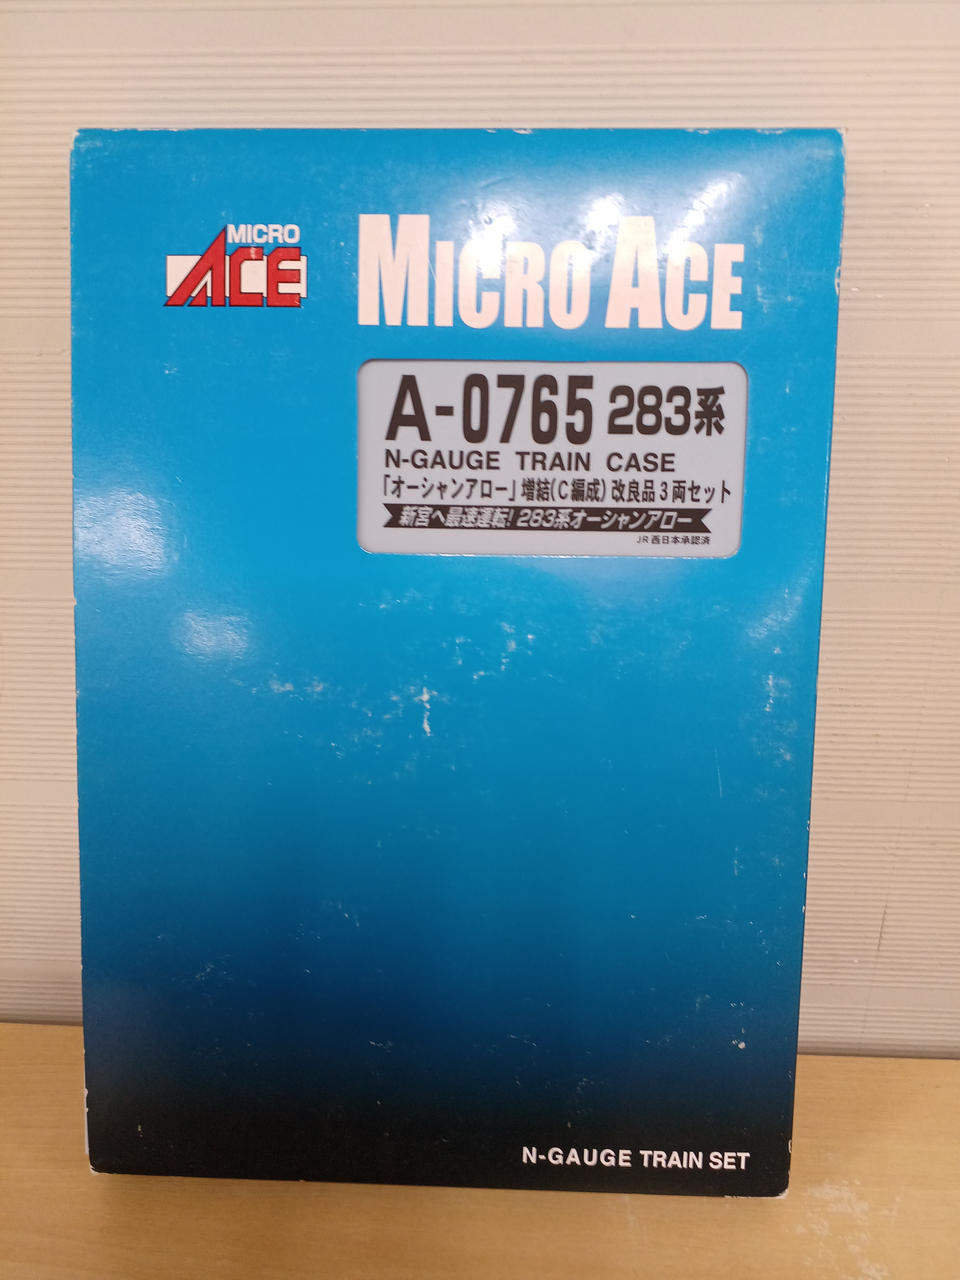 MICRO
ACE
MICRO ACE
A-0765 283系
N-GAUGE TRAIN CASE
「オーシャンアロー」増結(C編成)改良品3両セット
新宮へ最速運転!283系オーシャンアロー
JR西日本承認済
N-GAUGE TRAIN SET